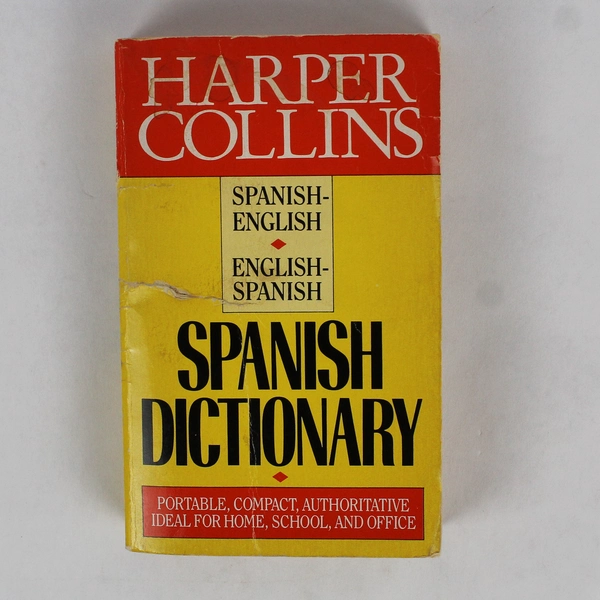 HARPER
COLLINS
SPANISH-
ENGLISH
ENGLISH-
SPANISH
SPANISH
DICTIONARY
PORTABLE, COMPACT, AUTHORITATIVE
IDEAL FOR HOME, SCHOOL, AND OFFICE